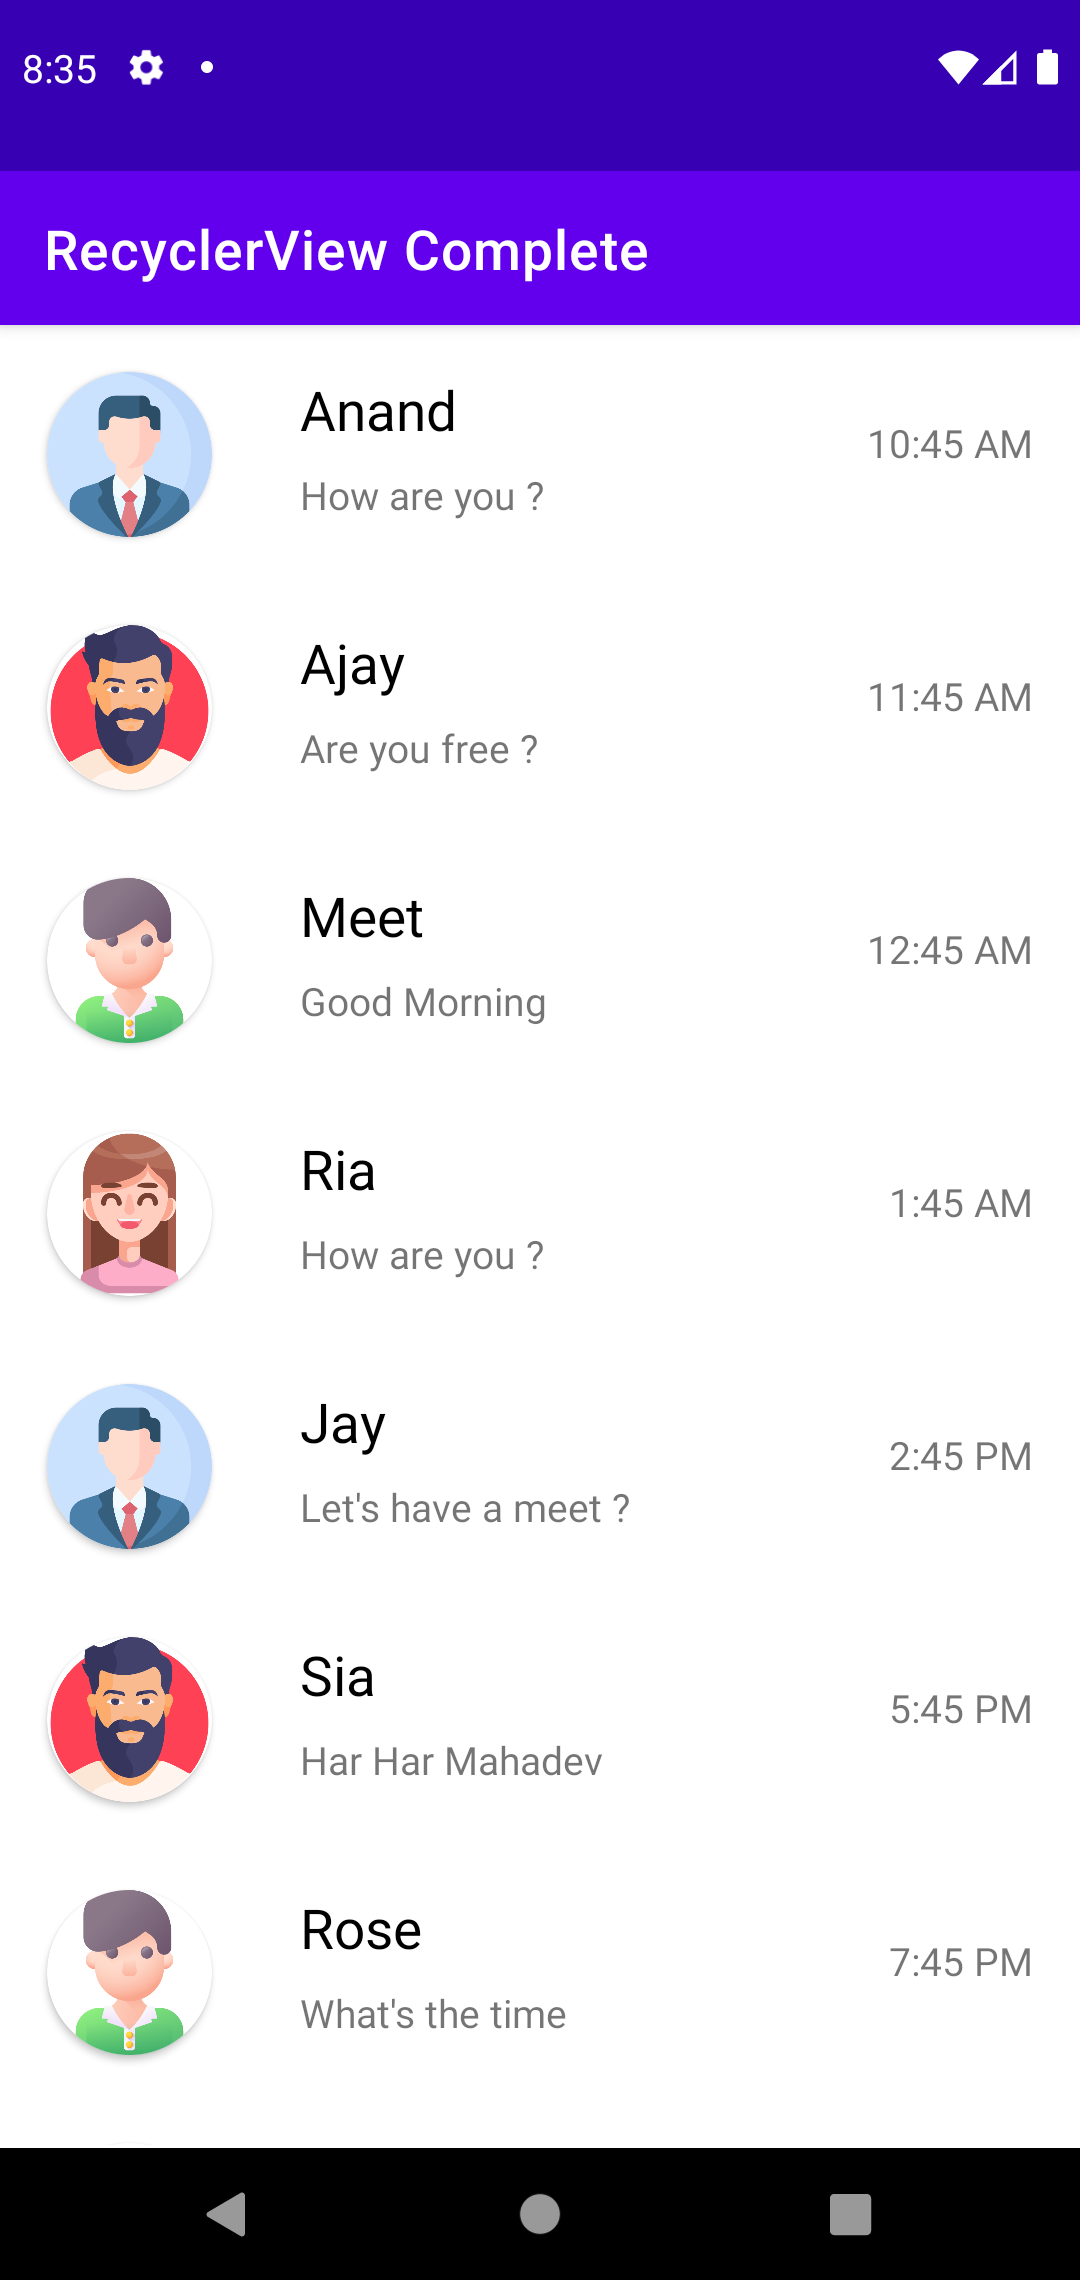 8:35
RecyclerView Complete
Anand
10:45 AM
How are you ?
Ajay
11:45 AM
Are you free ?
Meet
12:45 AM
Good Morning
Ria
1:45 AM
How are you ?
Jay
2:45 PM
Let's have a meet ?
Sia
5:45 PM
Har Har Mahadev
Rose
7:45 PM
What's the time